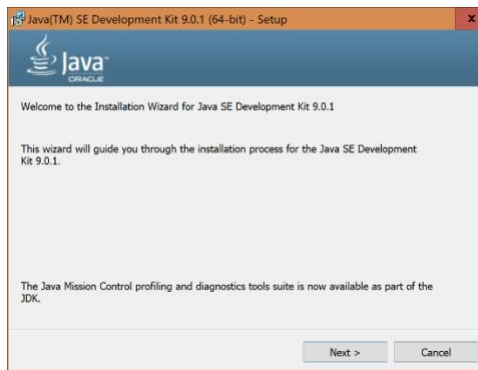 Java(TM) SE Development Kit 9.0.1 (64-bit) - Setup
Java
ORACLE
Welcome to the Installation Wizard for Java SE Development Kit 9.0.1
This wizard will guide you through the installation process for the Java SE Development
Kit 9.0.1.
The Java Mission Control profiling and diagnostics tools suite is now available as part of the
JDK.
Next > Cancel